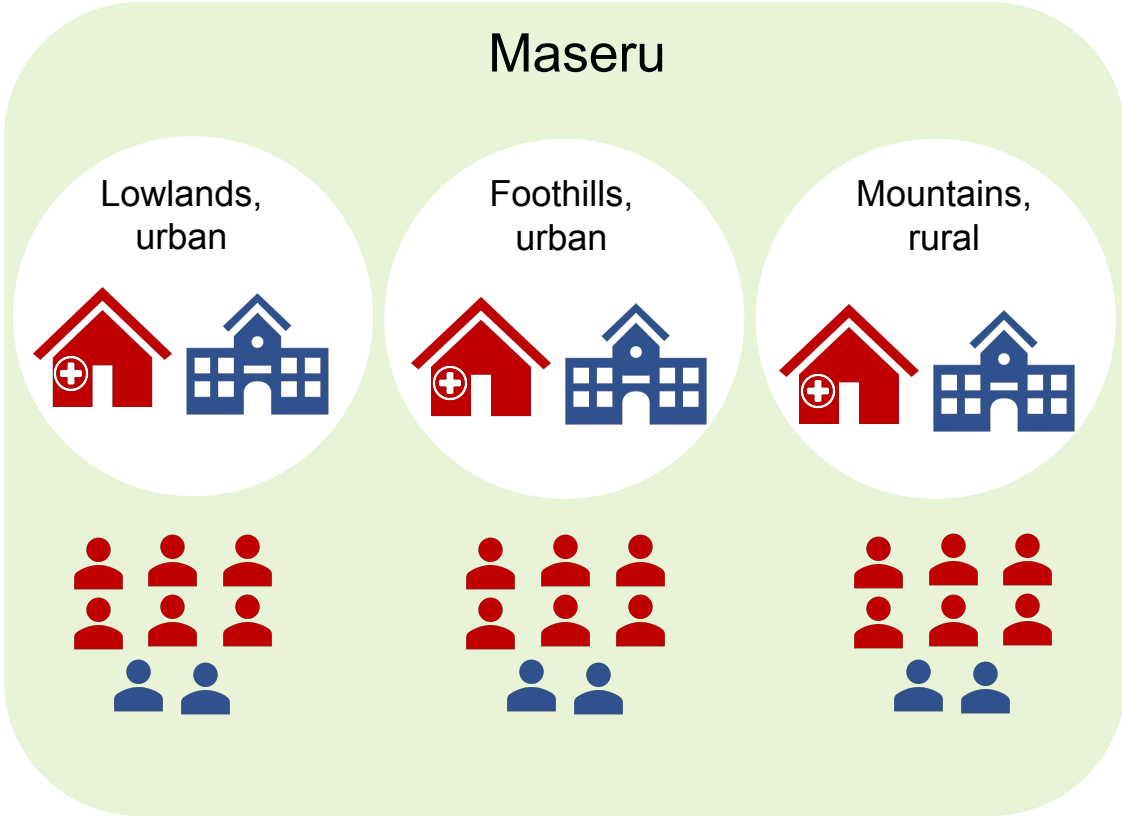 Maseru
Lowlands,
urban
Foothills,
urban
Mountains,
rural